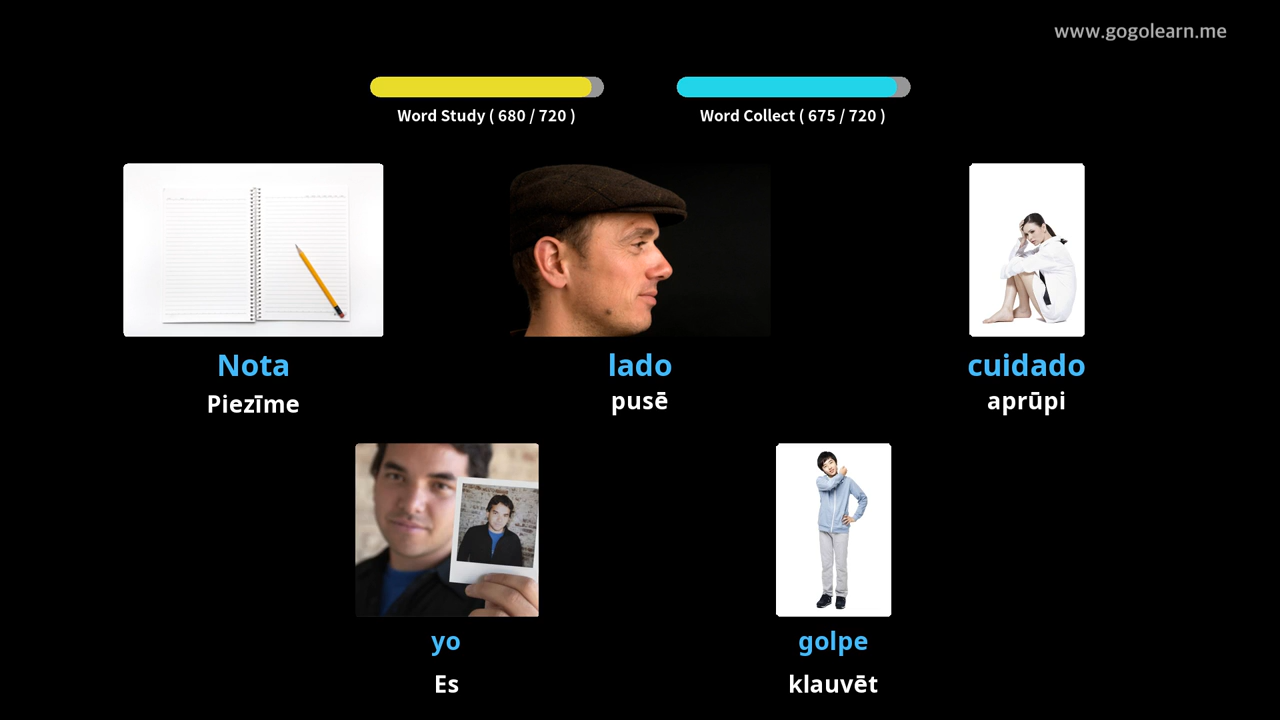 www.gogolearn.me
Word Study ( 680 / 720 )
Word Collect ( 675 / 720 )
Nota
Piezīme
lado
pusē
cuidado
aprūpi
yo
Es
golpe
klauvēt